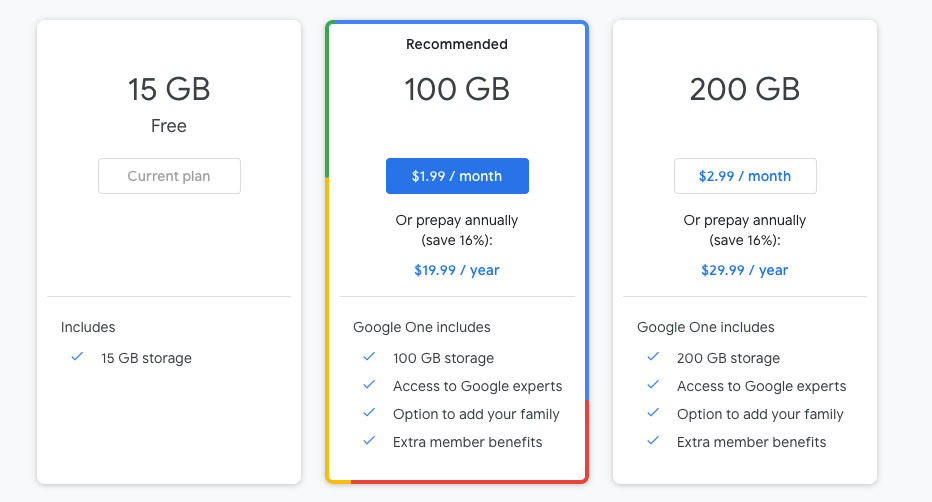 15 GB
Free
Current plan
Includes
15 GB storage
Recommended
100 GB
$1.99 / month
Or prepay annually
(save 16%):
$19.99 / year
Google One includes
100 GB storage
Access to Google experts
Option to add your family
Extra member benefits
200 GB
$2.99 / month
Or prepay annually
(save 16%):
$29.99 / year
Google One includes
200 GB storage
Access to Google experts
Option to add your family
Extra member benefits